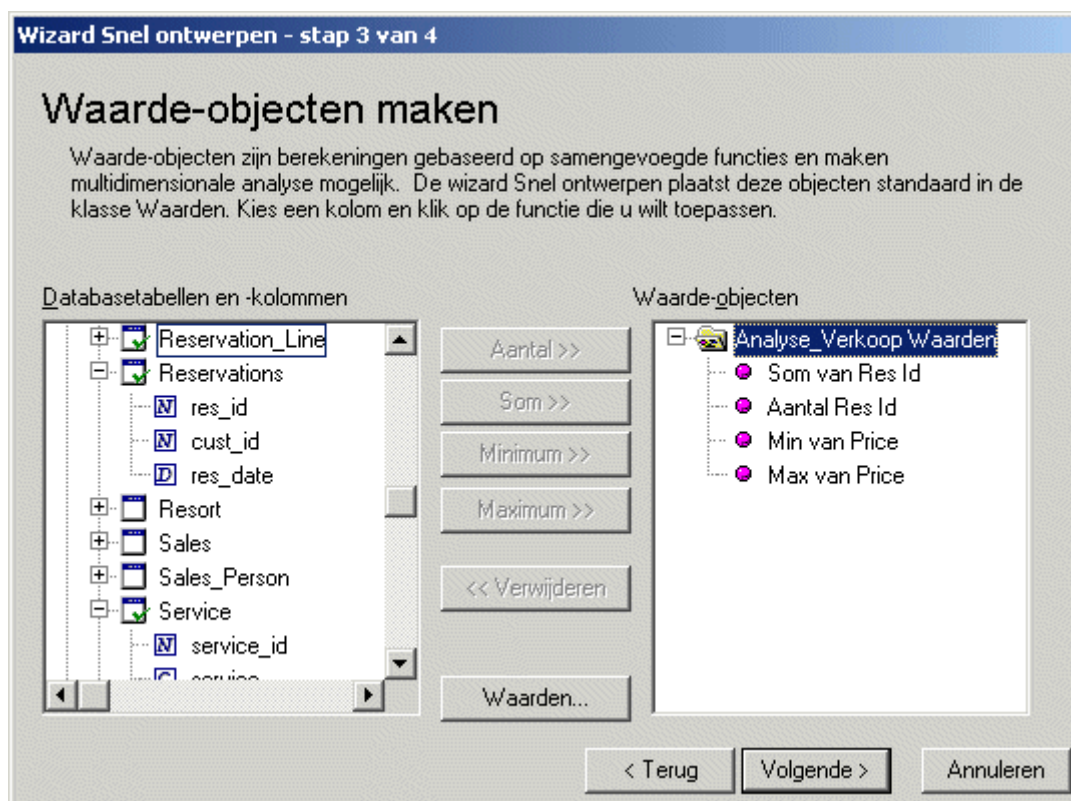 Wizard Snel ontwerpen - stap 3 van 4
Waarde-objecten maken
Waarde-objecten zijn berekeningen gebaseerd op samengevoegde functies en maken
multidimensionale analyse mogelijk. De wizard Snel ontwerpen plaatst deze objecten standaard in de
klasse Waarden. Kies een kolom en klik op de functie die u wilt toepassen.
Databasetabellen en -kolommen
Reservation_Line
Reservations
N res_id
N cust_id
D res_date
Resort
Sales
Sales_Person
Service
N service_id
Aantal >>
Som >>
Minimum >>
Maximum >>
<< Verwijderen
Waarden...
Waarde-objecten
Analyse_Verkoop Waarden
Som van Res Id
Aantal Res Id
Min van Price
Max van Price
< Terug
Volgende >
Annuleren